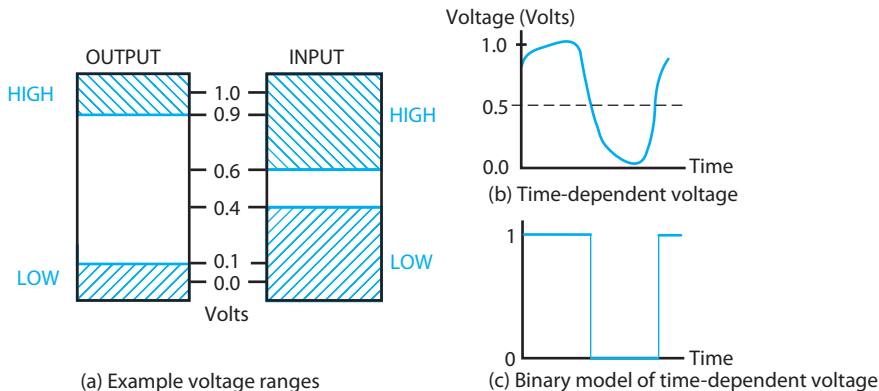 OUTPUT
INPUT
HIGH
1.0
0.9
HIGH
0.6
0.4
LOW
0.1
0.0
LOW
Volts
(a) Example voltage ranges
Voltage (Volts)
1.0
0.5
0.0
Time
(b) Time-dependent voltage
1
0
Time
(c) Binary model of time-dependent voltage